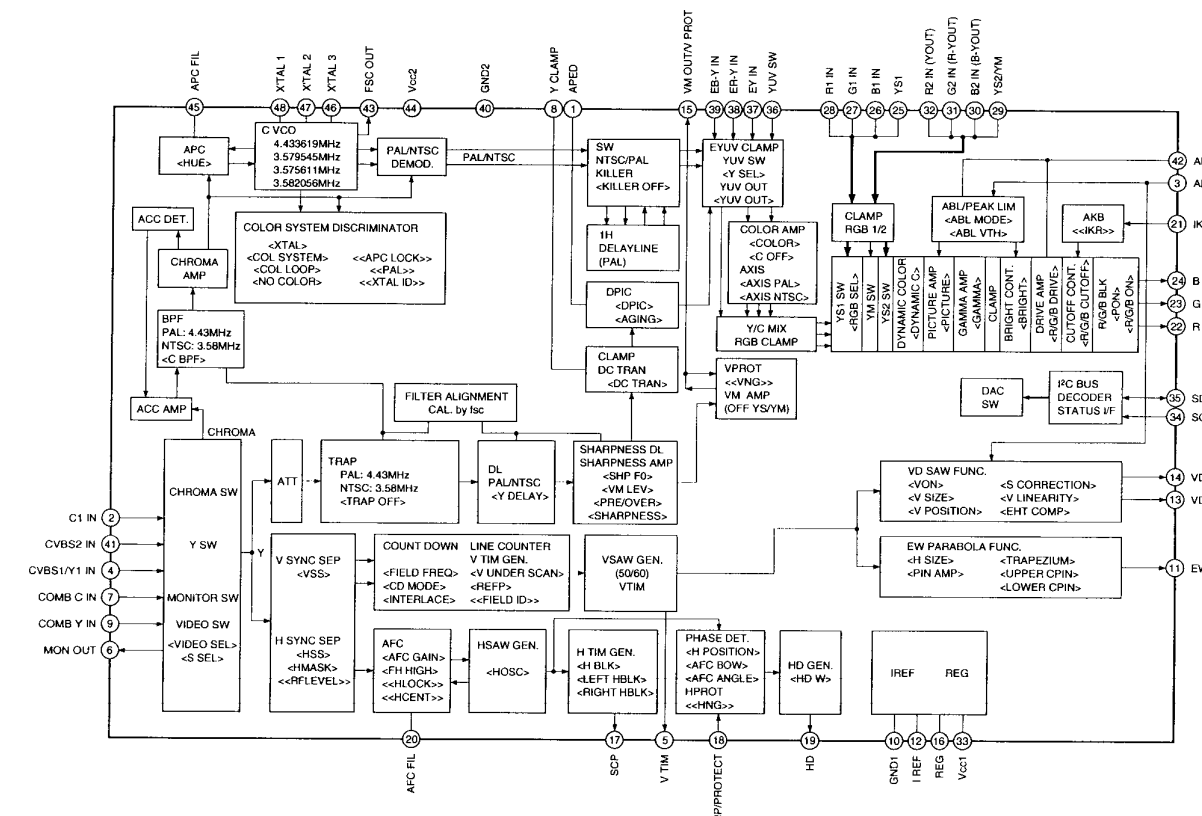 APC FIL
XTAL 1
XTAL 2
XTAL 3
FSC OUT
Vcc2
GND2
Y CLAMP
APED
VM OUT/V PROT
EB-Y IN
ER-Y IN
EY IN
YUV SW
R1 IN
G1 IN
B1 IN
YS1
R2 IN (YOUT)
G2 IN (R-YOUT)
B2 IN (B-YOUT)
YS2/YM
45
48
47
46
43
44
40
8
1
15
39
38
37
36
28
27
26
25
32
31
30
29
APC
<HUE>
C VCO
4.433619MHz
3.579545MHz
3.575611MHz
3.582056MHz
PAL/NTSC
DEMOD.
PAL/NTSC
SW
NTSC/PAL
KILLER
<KILLER OFF>
EYUV CLAMP
YUV SW
<Y SEL>
YUV OUT
<YUV OUT>
42
3
21
24
B
23
G
22
R
ACC DET.
CHROMA
AMP
COLOR SYSTEM DISCRIMINATOR
<XTAL>
<COL SYSTEM>
<COL LOOP>
<NO COLOR>
<<APC LOCK>>
<<PAL>>
<<XTAL ID>>
1H
DELAYLINE
(PAL)
COLOR AMP
<COLOR>
<C OFF>
AXIS
<AXIS PAL>
<AXIS NTSC>
CLAMP
RGB 1/2
ABL/PEAK LIM
<ABL MODE>
<ABL VTH>
AKB
<<IKR>>
YS1 SW
<RGB SEL>
YM SW
YS2 SW
DYNAMIC COLOR
<DYNAMIC C>
PICTURE AMP
<PICTURE>
GAMMA AMP
<GAMMA>
CLAMP
BRIGHT CONT.
<BRIGHT>
DRIVE AMP
<R/G/B DRIVE>
CUTOFF CONT.
<R/G/B CUTOFF>
R/G/B BLK
<PON>
<R/G/B ON>
BPF
PAL: 4.43MHz
NTSC: 3.58MHz
<C BPF>
DPIC
<DPIC>
<AGING>
Y/C MIX
RGB CLAMP
CLAMP
DC TRAN
<DC TRAN>
VPROT
<<VNG>>
VM AMP
(OFF YS/YM)
ACC AMP
FILTER ALIGNMENT
CAL. by fsc
DAC
SW
I²C BUS
DECODER
STATUS I/F
35
34
CHROMA
CHROMA SW
Y SW
MONITOR SW
VIDEO SW
<VIDEO SEL>
<S SEL>
ATT
TRAP
PAL: 4.43MHz
NTSC: 3.58MHz
<TRAP OFF>
DL
PAL/NTSC
<Y DELAY>
SHARPNESS DL
SHARPNESS AMP
<SHP F0>
<VM LEV>
<PRE/OVER>
<SHARPNESS>
VD SAW FUNC.
<VON>
<V SIZE>
<V POSITION>
<S CORRECTION>
<V LINEARITY>
<EHT COMP>
14
13
C1 IN 2
CVBS2 IN 41
CVBS1/Y1 IN 4
COMB C IN 7
COMB Y IN 9
MON OUT 6
Y
V SYNC SEP
<VSS>
H SYNC SEP
<HSS>
<HMASK>
<<RFLEVEL>>
COUNT DOWN LINE COUNTER
V TIM GEN.
<FIELD FREQ> <V UNDER SCAN>
<CD MODE> <REFP>
<INTERLACE> <<FIELD ID>>
VSAW GEN.
(50/60)
VTIM
EW PARABOLA FUNC.
<H SIZE> <TRAPEZIUM>
<PIN AMP> <UPPER CPIN>
<LOWER CPIN>
11
AFC
<AFC GAIN>
<FH HIGH>
<<HLOCK>>
<<HCENT>>
HSAW GEN.
<HOSC>
H TIM GEN.
<H BLK>
<LEFT HBLK>
<RIGHT HBLK>
PHASE DET.
<H POSITION>
<AFC BOW>
<AFC ANGLE>
HPROT
<<HNG>>
HD GEN.
<HD W>
IREF REG
20
17
5
18
19
10
12
16
33
AFC FIL
SCP
V TIM
P/PROTECT
HD
GND1
I REF
REG
Vcc1